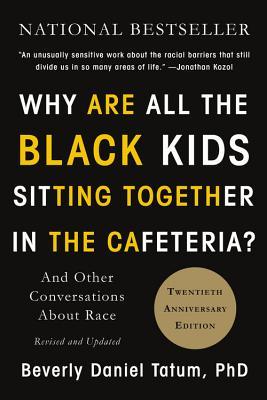 NATIONAL BESTSELLER
"An unusually sensitive work about the racial barriers that still
divide us in so many areas of life." —Jonathan Kozol
WHY ARE ALL THE
BLACK KIDS
SITTING TOGETHER
IN THE CAFETERIA?
And Other
Conversations
About Race
Revised and Updated
TWENTIETH
ANNIVERSARY
EDITION
Beverly Daniel Tatum, PhD